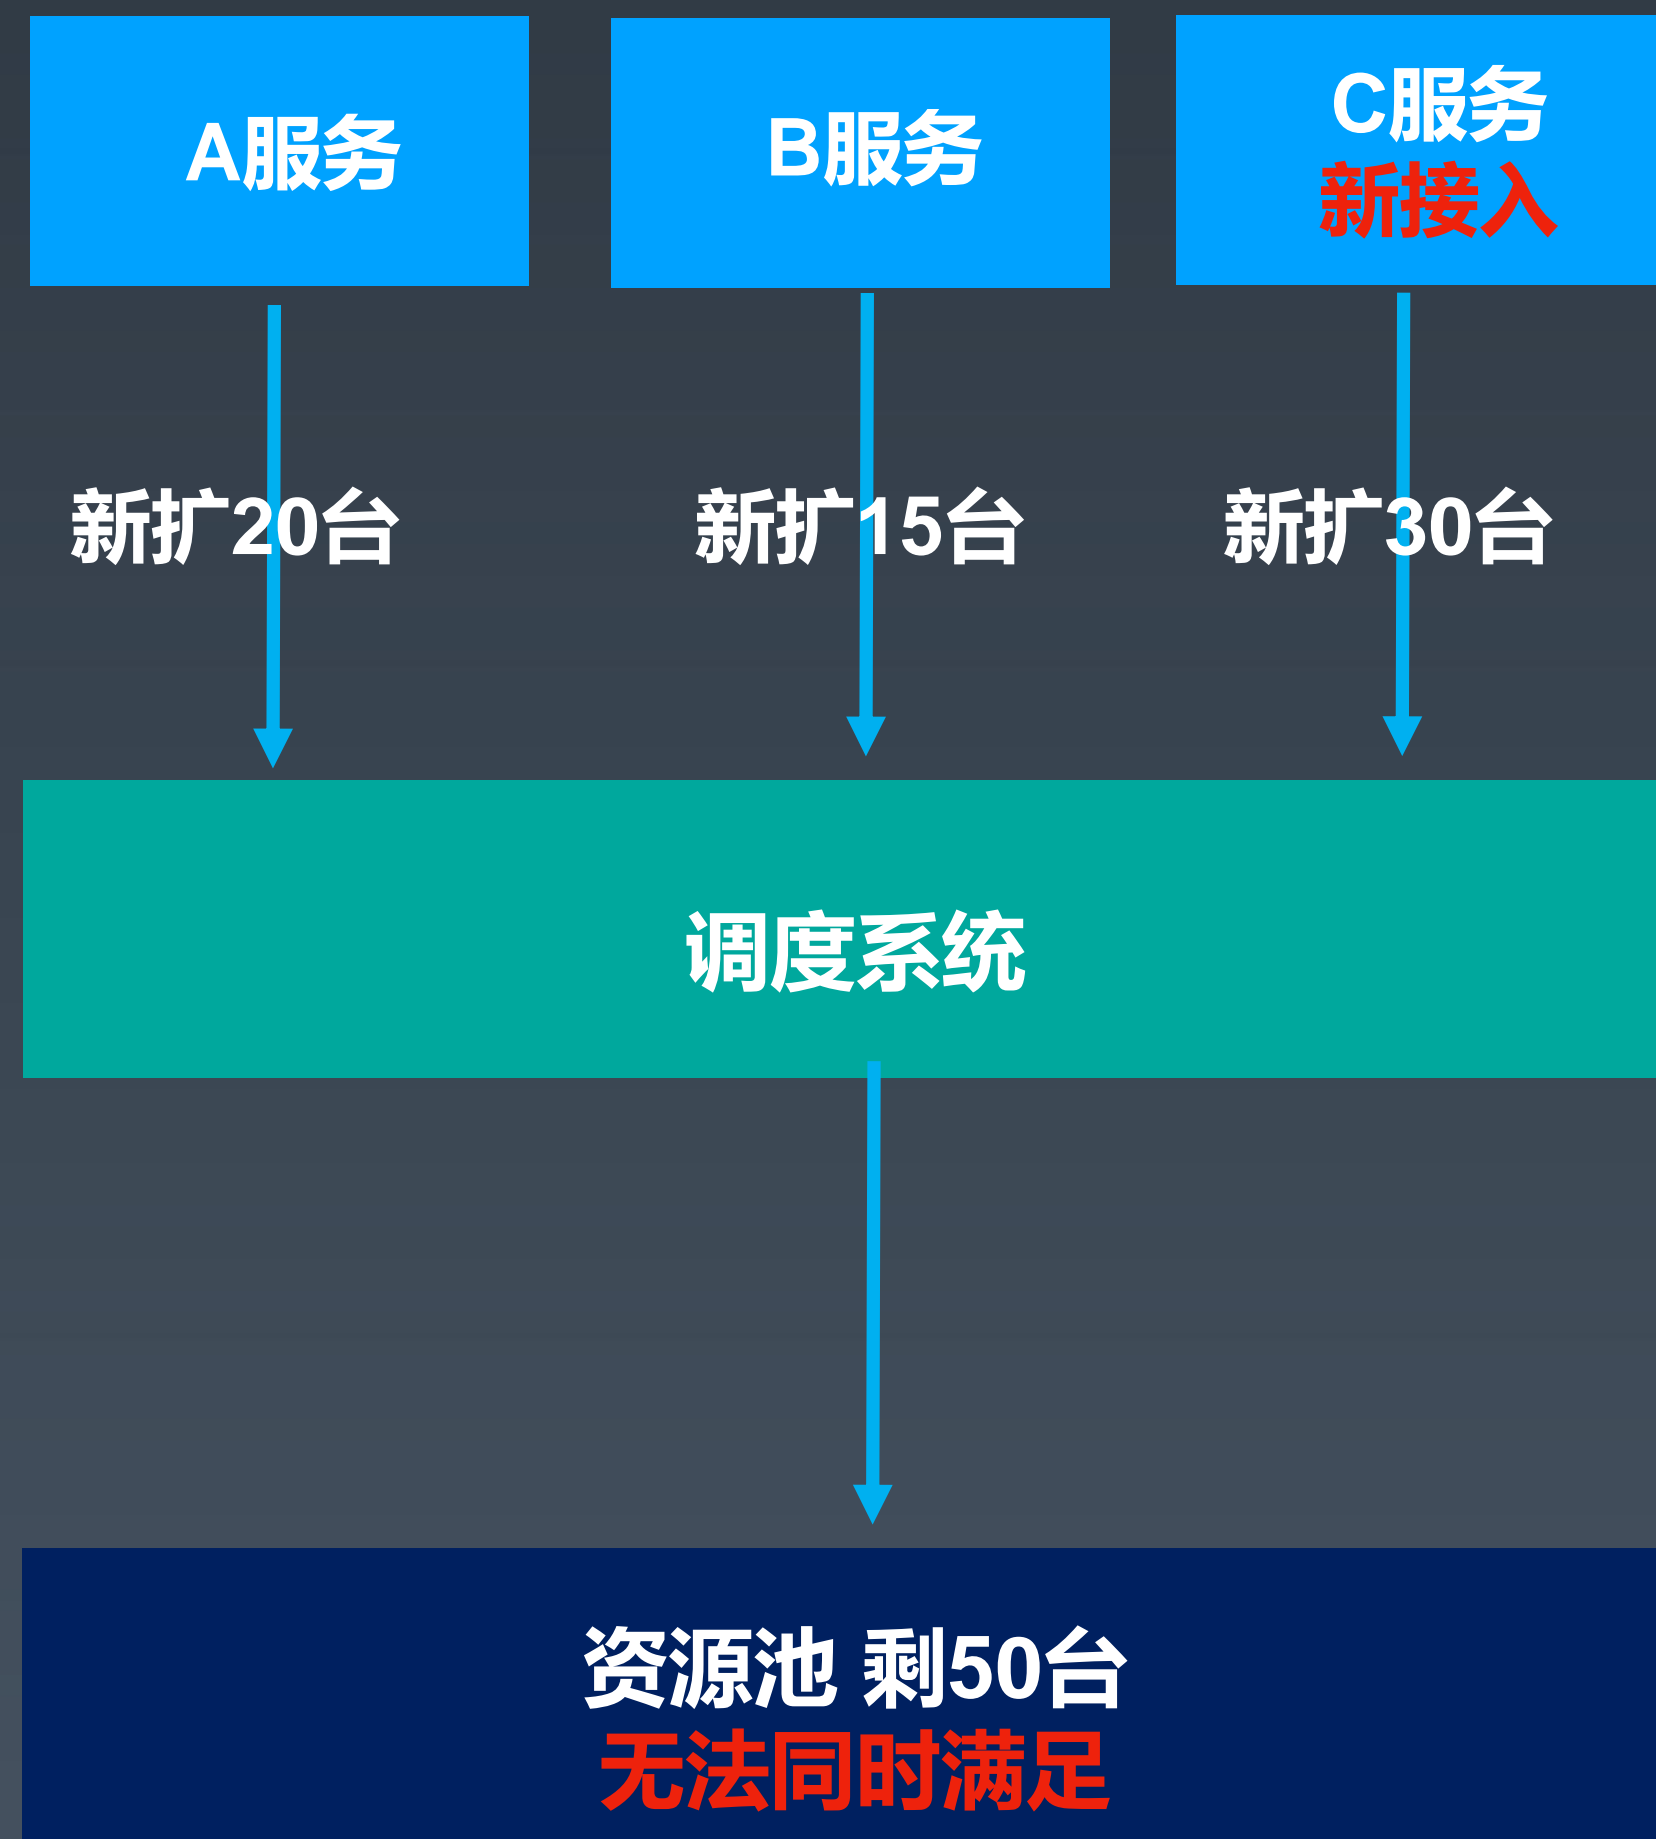 A服务
B服务
C服务
新接入
新扩20台
新扩15台
新扩30台
调度系统
资源池 剩50台
无法同时满足